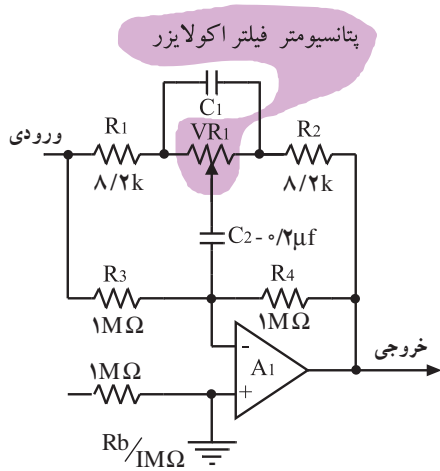 پتانسیومتر فیلتر اکولایزر
C1
ورودی
R1
VR1
R2
۸/۲k
۸/۲k
C2-۰/۲μf
R3
R4
۱MΩ
۱MΩ
-
A1
خروجی
۱MΩ
+
Rb/IMΩ